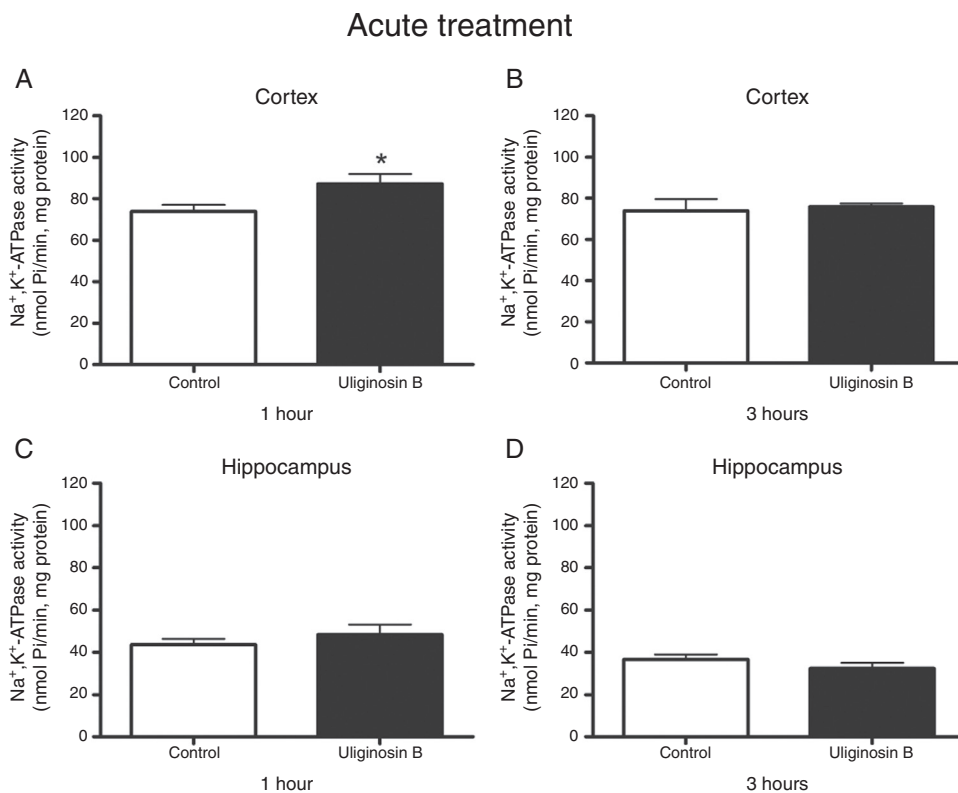 Acute treatment
A
Cortex
Na⁺,K⁺-ATPase activity
(nmol Pi/min, mg protein)
120
100
80
60
40
20
0
*
Control
Uliginosin B
1 hour
B
Cortex
Na⁺,K⁺-ATPase activity
(nmol Pi/min, mg protein)
120
100
80
60
40
20
0
Control
Uliginosin B
3 hours
C
Hippocampus
Na⁺,K⁺-ATPase activity
(nmol Pi/min, mg protein)
120
100
80
60
40
20
0
Control
Uliginosin B
1 hour
D
Hippocampus
Na⁺,K⁺-ATPase activity
(nmol Pi/min, mg protein)
120
100
80
60
40
20
0
Control
Uliginosin B
3 hours